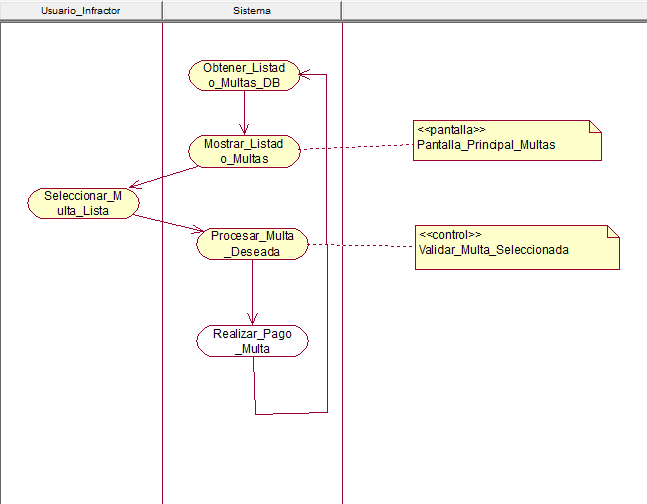 Usuario_Infractor
Sistema
Obtener_Listad
o_Multas_DB
Mostrar_Listad
o_Multas
<<pantalla>>
Pantalla_Principal_Multas
Seleccionar_M
ulta_Lista
Procesar_Multa
_Deseada
<<control>>
Validar_Multa_Seleccionada
Realizar_Pago
_Multa